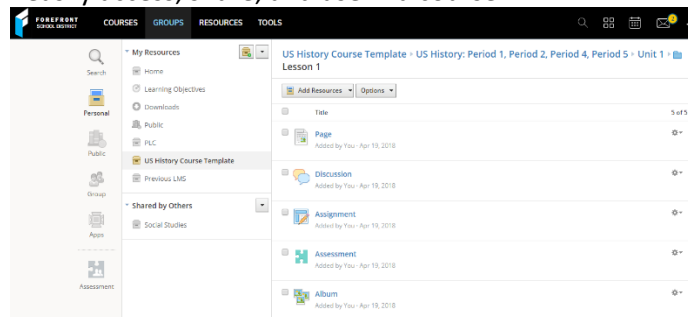 FOREFRONT
SCHOOL DISTRICT
COURSES GROUPS RESOURCES TOOLS
Search
Personal
Public
Group
Apps
Assessment
My Resources
Home
Learning Objectives
Downloads
Public
PLC
US History Course Template
Previous LMS
Shared by Others
Social Studies
US History Course Template › US History: Period 1, Period 2, Period 4, Period 5 › Unit 1 ›
Lesson 1
Add Resources Options
Title 5 of 5
Page
Added by You - Apr 19, 2018
Discussion
Added by You - Apr 19, 2018
Assignment
Added by You - Apr 19, 2018
Assessment
Added by You - Apr 19, 2018
Album
Added by You - Apr 19, 2018